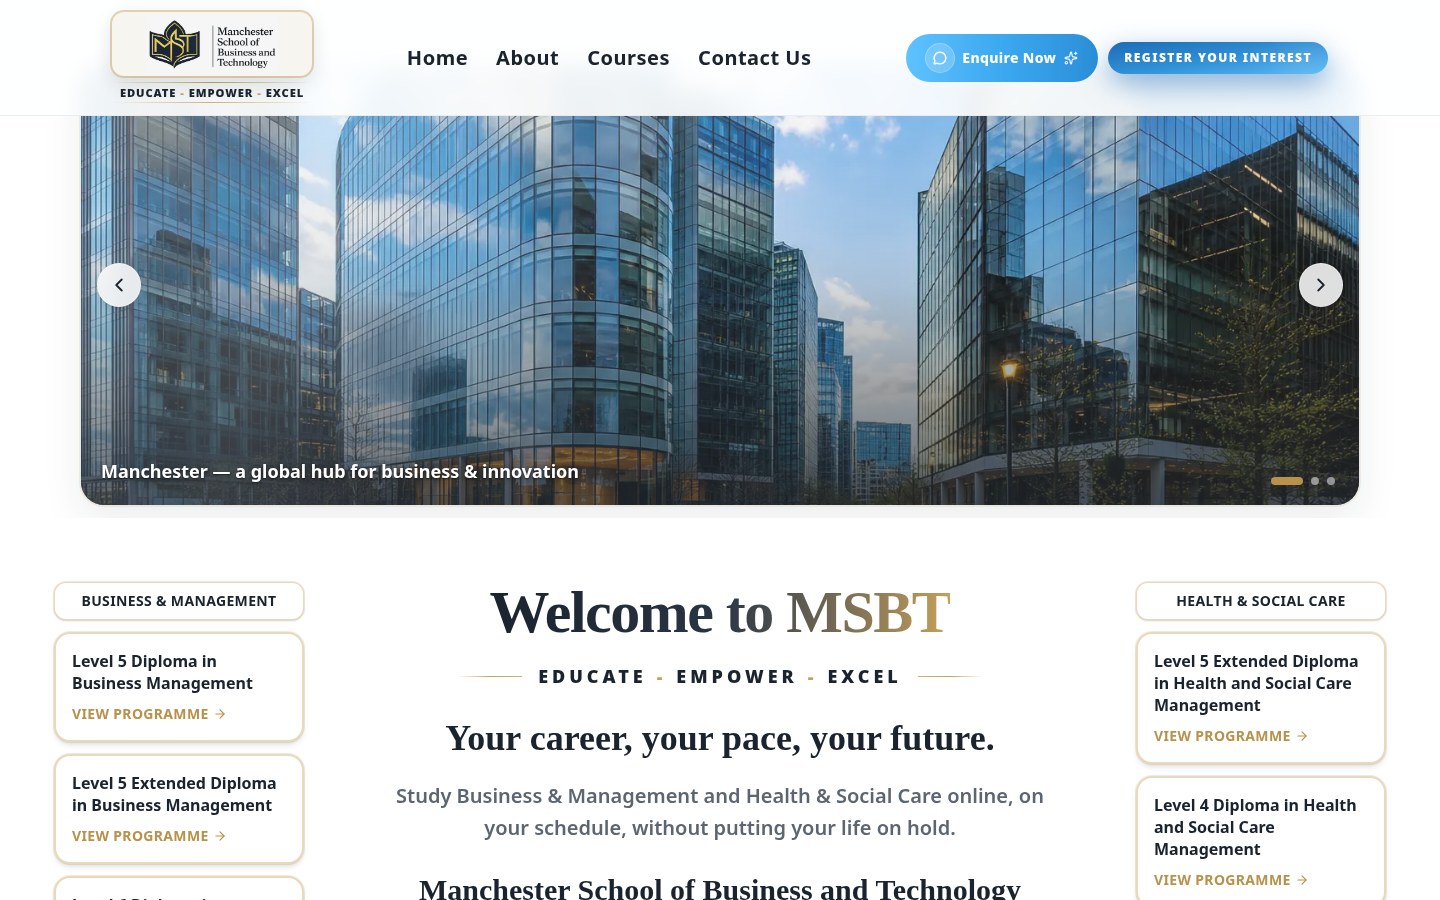 MST
Manchester
School of
Business and
Technology
EDUCATE - EMPOWER - EXCEL
Home
About
Courses
Contact Us
Enquire Now
REGISTER YOUR INTEREST
Manchester — a global hub for business & innovation
BUSINESS & MANAGEMENT
Level 5 Diploma in
Business Management
VIEW PROGRAMME →
Level 5 Extended Diploma
in Business Management
VIEW PROGRAMME →
Welcome to MSBT
EDUCATE - EMPOWER - EXCEL
Your career, your pace, your future.
Study Business & Management and Health & Social Care online, on
your schedule, without putting your life on hold.
Manchester School of Business and Technology
HEALTH & SOCIAL CARE
Level 5 Extended Diploma
in Health and Social Care
Management
VIEW PROGRAMME →
Level 4 Diploma in Health
and Social Care
Management
VIEW PROGRAMME →